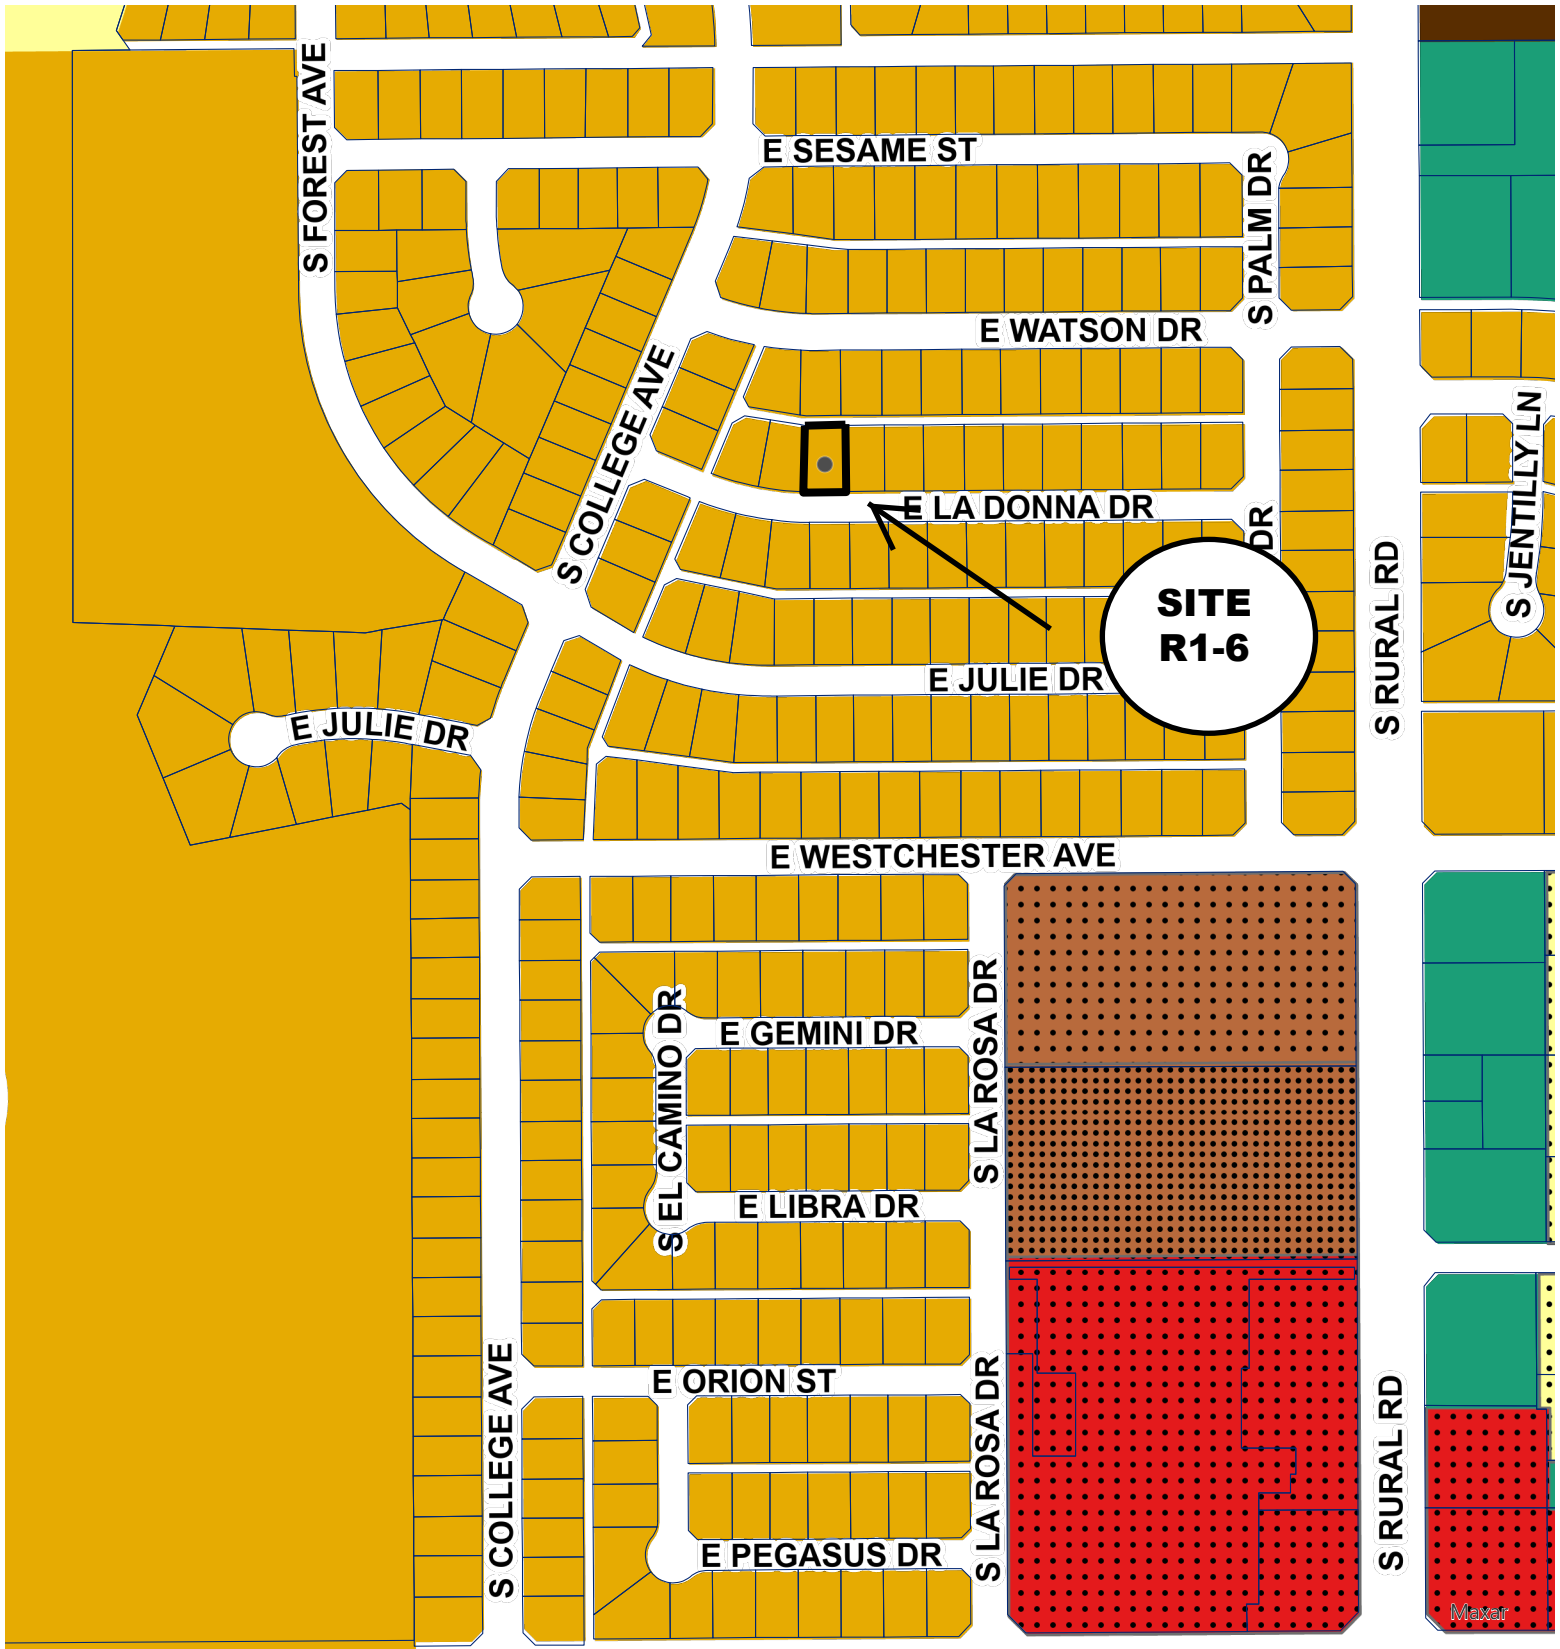 S FOREST AVE
E SESAME ST
S PALM DR
E WATSON DR
S COLLEGE AVE
S JENTILLY LN
E LA DONNA DR
DR
SITE
R1-6
S RURAL RD
E JULIE DR
E JULIE DR
E WESTCHESTER AVE
S LA ROSA DR
S EL CAMINO DR
E GEMINI DR
E LIBRA DR
S COLLEGE AVE
E ORION ST
S LA ROSA DR
S RURAL RD
E PEGASUS DR
Maxar